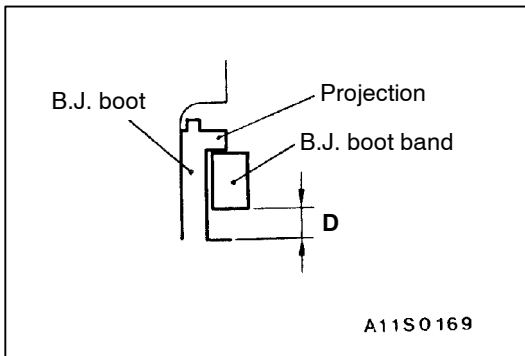 Projection
B.J. boot
B.J. boot band
D
A11S0169